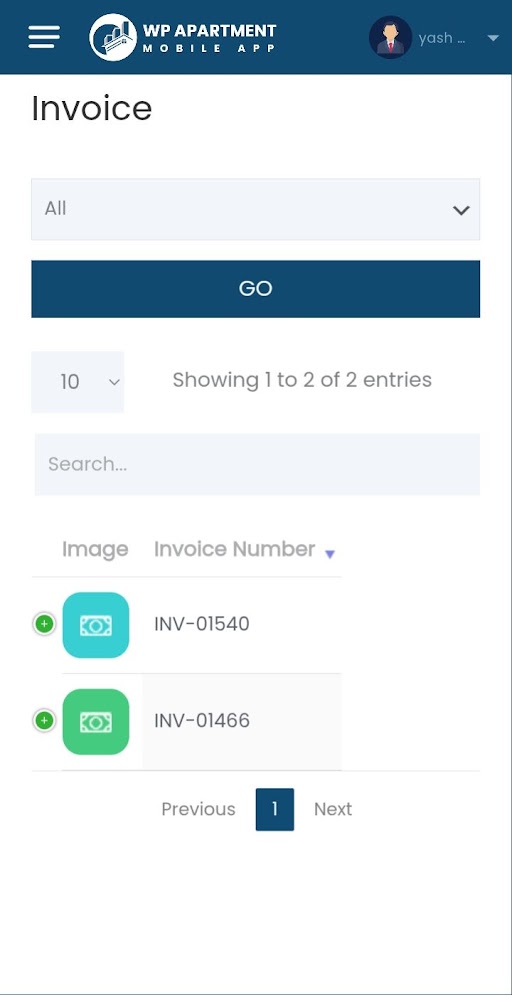 WP APARTMENT
MOBILE APP
yash ...
Invoice
All
GO
10
Showing 1 to 2 of 2 entries
Search...
Image Invoice Number
INV-01540
INV-01466
Previous 1 Next